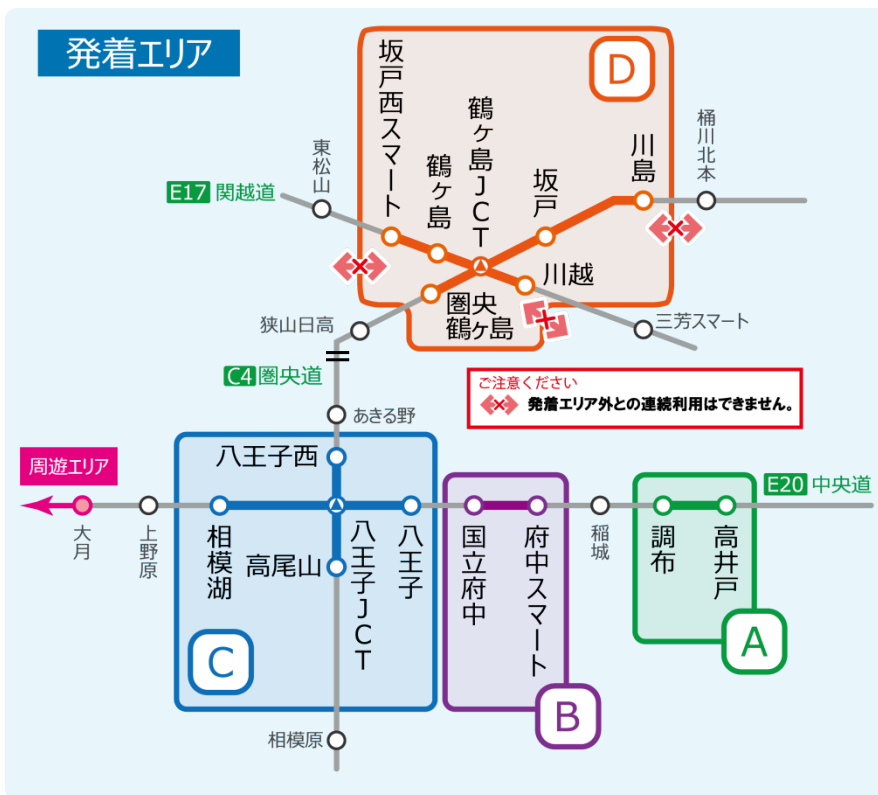 発着エリア
D
坂戸西スマート
鶴ヶ島JCT
鶴ヶ島
坂戸
川島
桶川北本
東松山
E17 関越道
川越
圏央
鶴ヶ島
狭山日高
三芳スマート
C4 圏央道
ご注意ください
発着エリア外との連続利用はできません。
あきる野
八王子西
周遊エリア
E20 中央道
大月
上野原
相模湖
高尾山
八王子JCT
八王子
国立府中
府中スマート
稲城
調布
高井戸
C
B
A
相模原